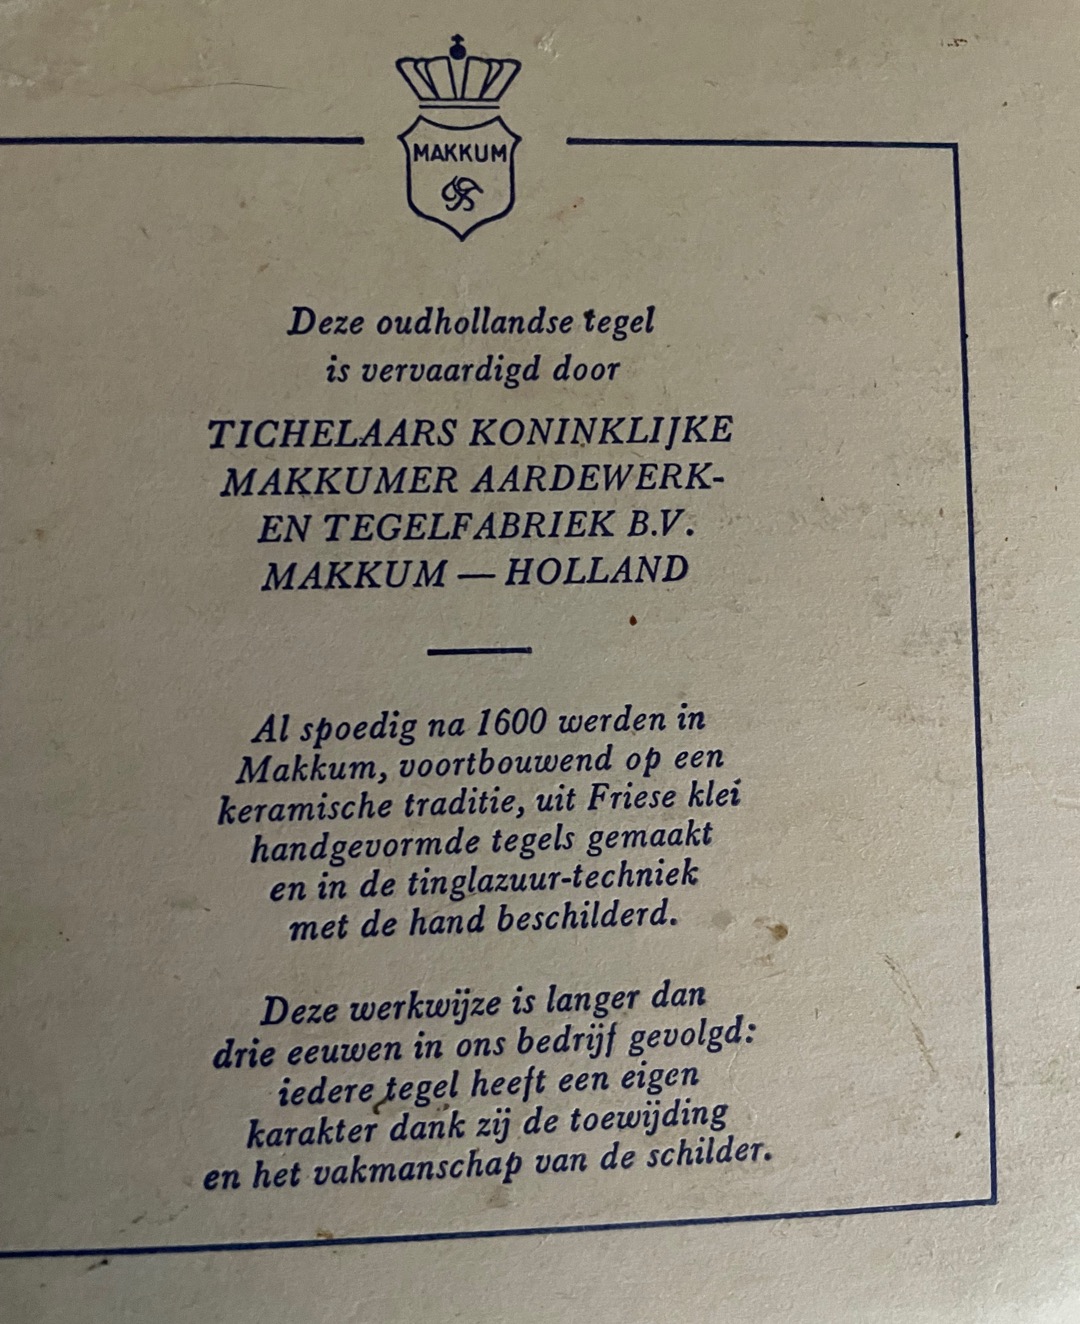 MAKKUM
Deze oudhollandse tegel
is vervaardigd door
TICHELAARS KONINKLIJKE
MAKKUMER AARDEWERK-
EN TEGELFABRIEK B.V.
MAKKUM — HOLLAND
Al spoedig na 1600 werden in
Makkum, voortbouwend op een
keramische traditie, uit Friese klei
handgevormde tegels gemaakt
en in de tinglazuur-techniek
met de hand beschilderd.
Deze werkwijze is langer dan
drie eeuwen in ons bedrijf gevolgd:
iedere tegel heeft een eigen
karakter dank zij de toewijding
en het vakmanschap van de schilder.